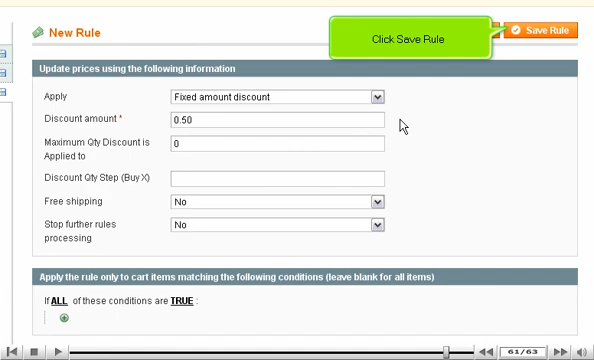 New Rule
Click Save Rule
Save Rule
Update prices using the following information
Apply
Fixed amount discount
Discount amount *
0.50
Maximum Qty Discount is
Applied to
0
Discount Qty Step (Buy X)
Free shipping
No
Stop further rules
processing
No
Apply the rule only to cart items matching the following conditions (leave blank for all items)
If ALL of these conditions are TRUE :
61/63